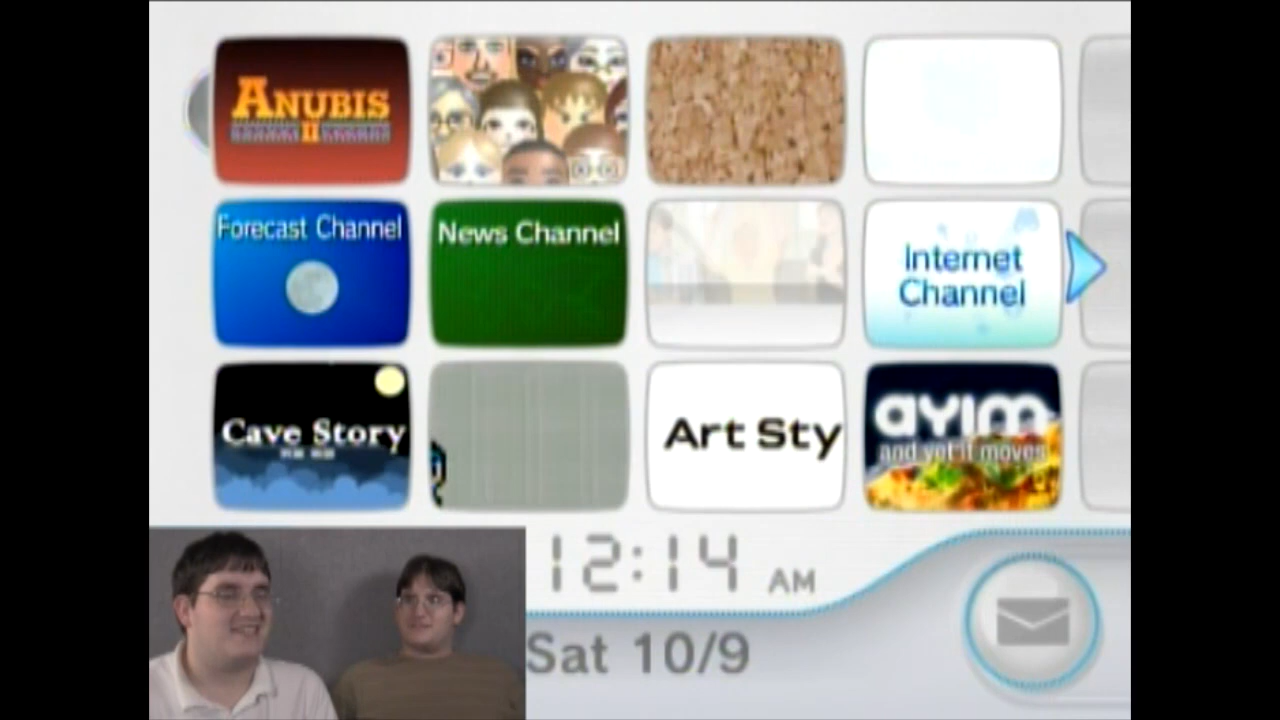 ANUBIS
II
Forecast Channel
News Channel
Internet
Channel
Cave Story
Art Sty
ayim
and yet it moves
12:14 AM
Sat 10/9